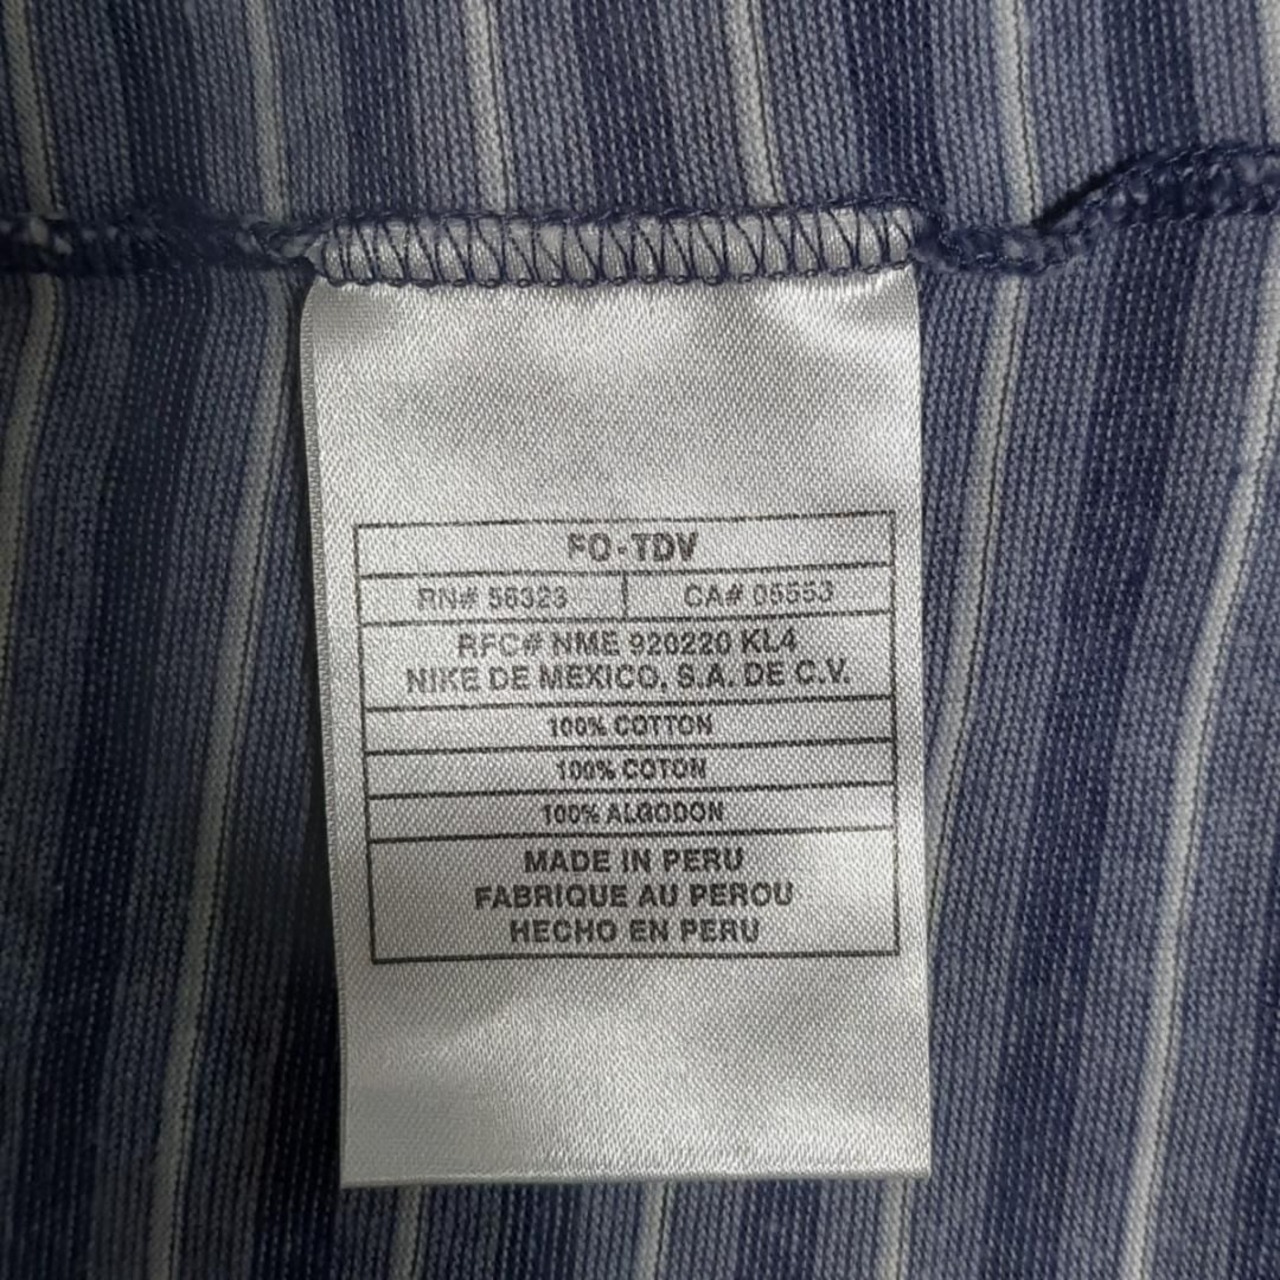 FO-TDV
RN# 56323
CA# 05553
RFC# NME 920220 KL4
NIKE DE MEXICO, S.A. DE C.V.
100% COTTON
100% COTON
100% ALGODON
MADE IN PERU
FABRIQUE AU PEROU
HECHO EN PERU